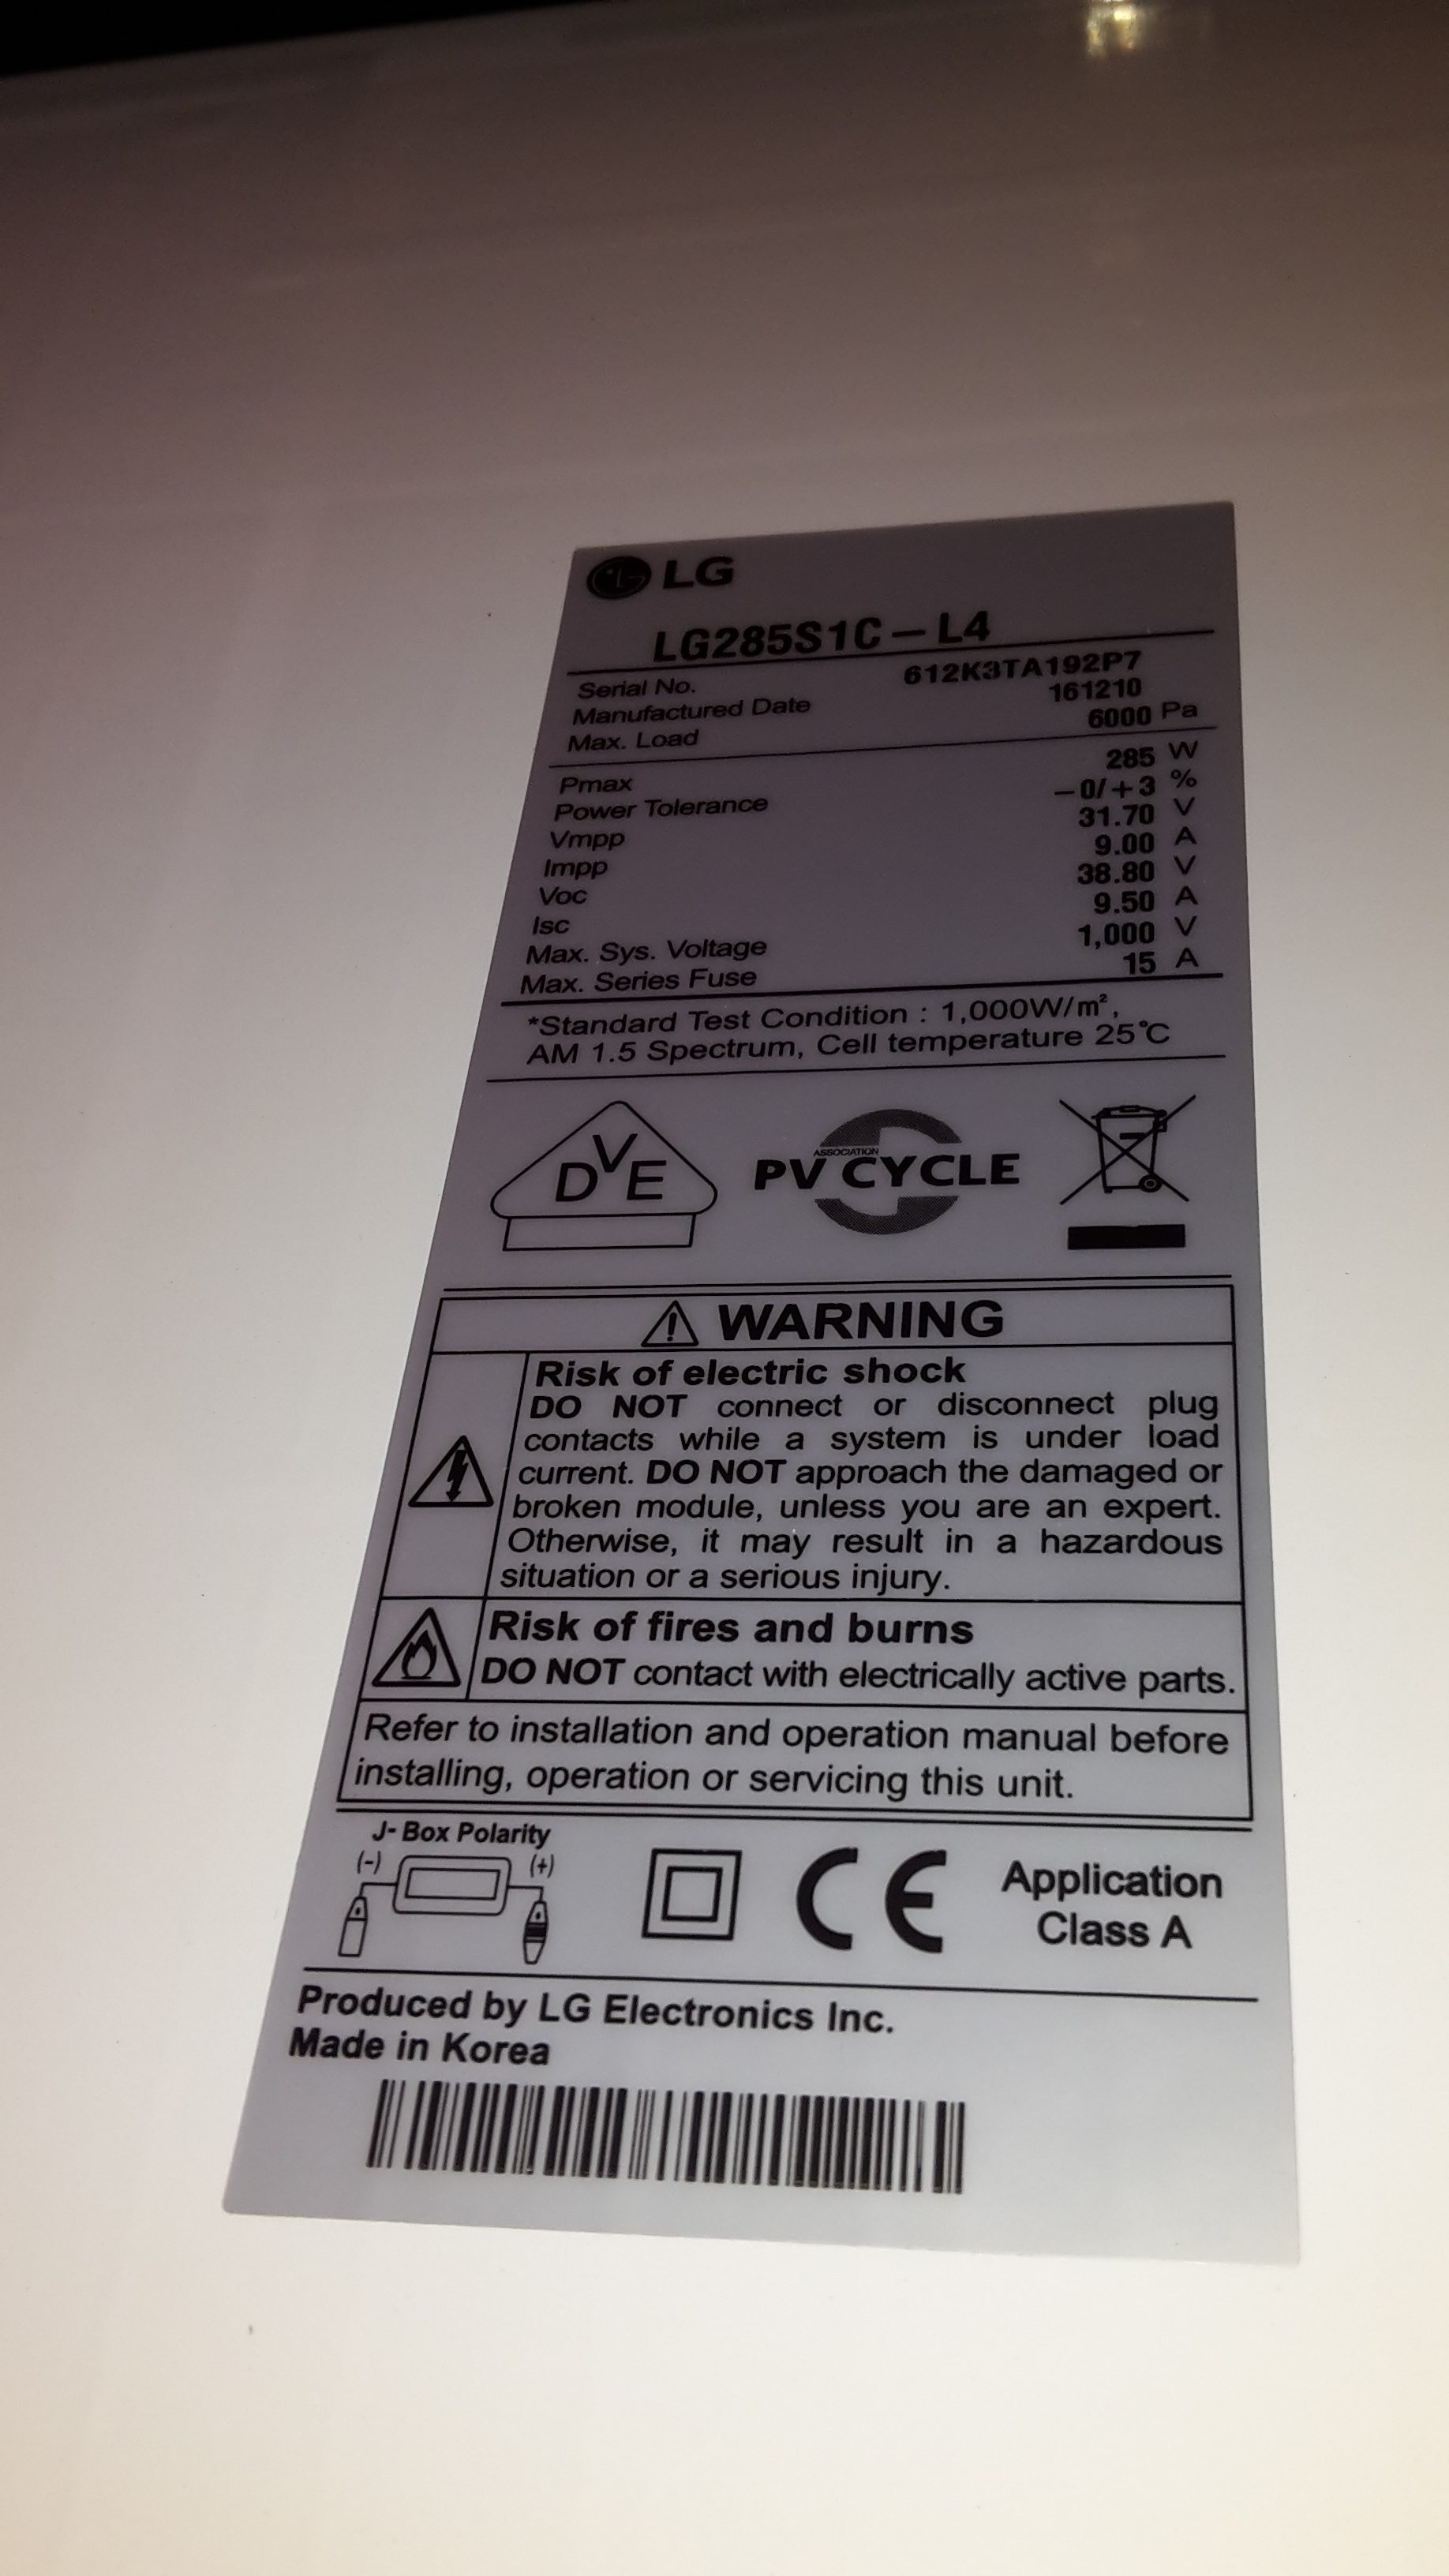 LG
LG285S1C-L4
Serial No. 612K3TA192P7
Manufactured Date 161210
Max. Load 6000 Pa
Pmax 285 W
Power Tolerance -0/+3 %
Vmpp 31.70 V
Impp 9.00 A
Voc 38.80 V
Isc 9.50 A
Max. Sys. Voltage 1,000 V
Max. Series Fuse 15 A
*Standard Test Condition : 1,000W/m²,
AM 1.5 Spectrum, Cell temperature 25℃
DVE
ASSOCIATION
PV CYCLE
WARNING
Risk of electric shock
DO NOT connect or disconnect plug
contacts while a system is under load
current. DO NOT approach the damaged or
broken module, unless you are an expert.
Otherwise, it may result in a hazardous
situation or a serious injury.
Risk of fires and burns
DO NOT contact with electrically active parts.
Refer to installation and operation manual before
installing, operation or servicing this unit.
J- Box Polarity
(-) (+)
CE
Application
Class A
Produced by LG Electronics Inc.
Made in Korea